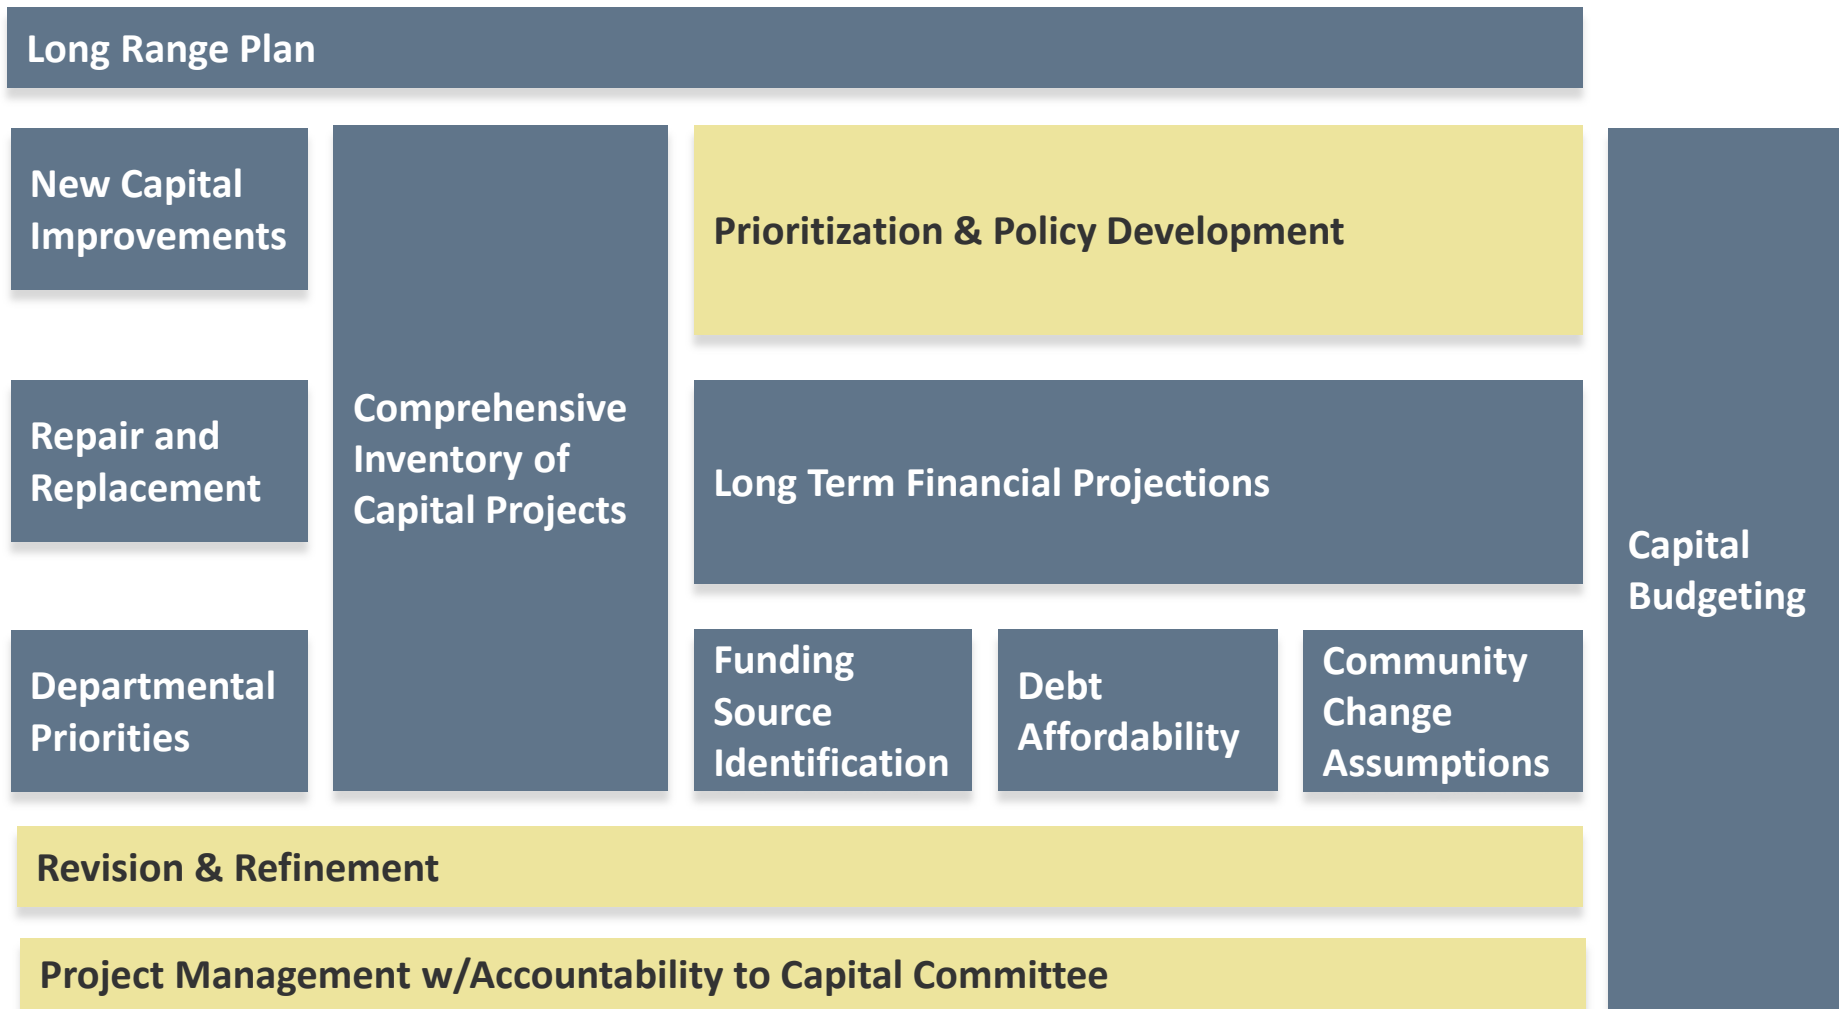 Long Range Plan
New Capital
Improvements
Repair and
Replacement
Departmental
Priorities
Comprehensive
Inventory of
Capital Projects
Prioritization & Policy Development
Long Term Financial Projections
Funding
Source
Identification
Debt
Affordability
Community
Change
Assumptions
Capital
Budgeting
Revision & Refinement
Project Management w/Accountability to Capital Committee